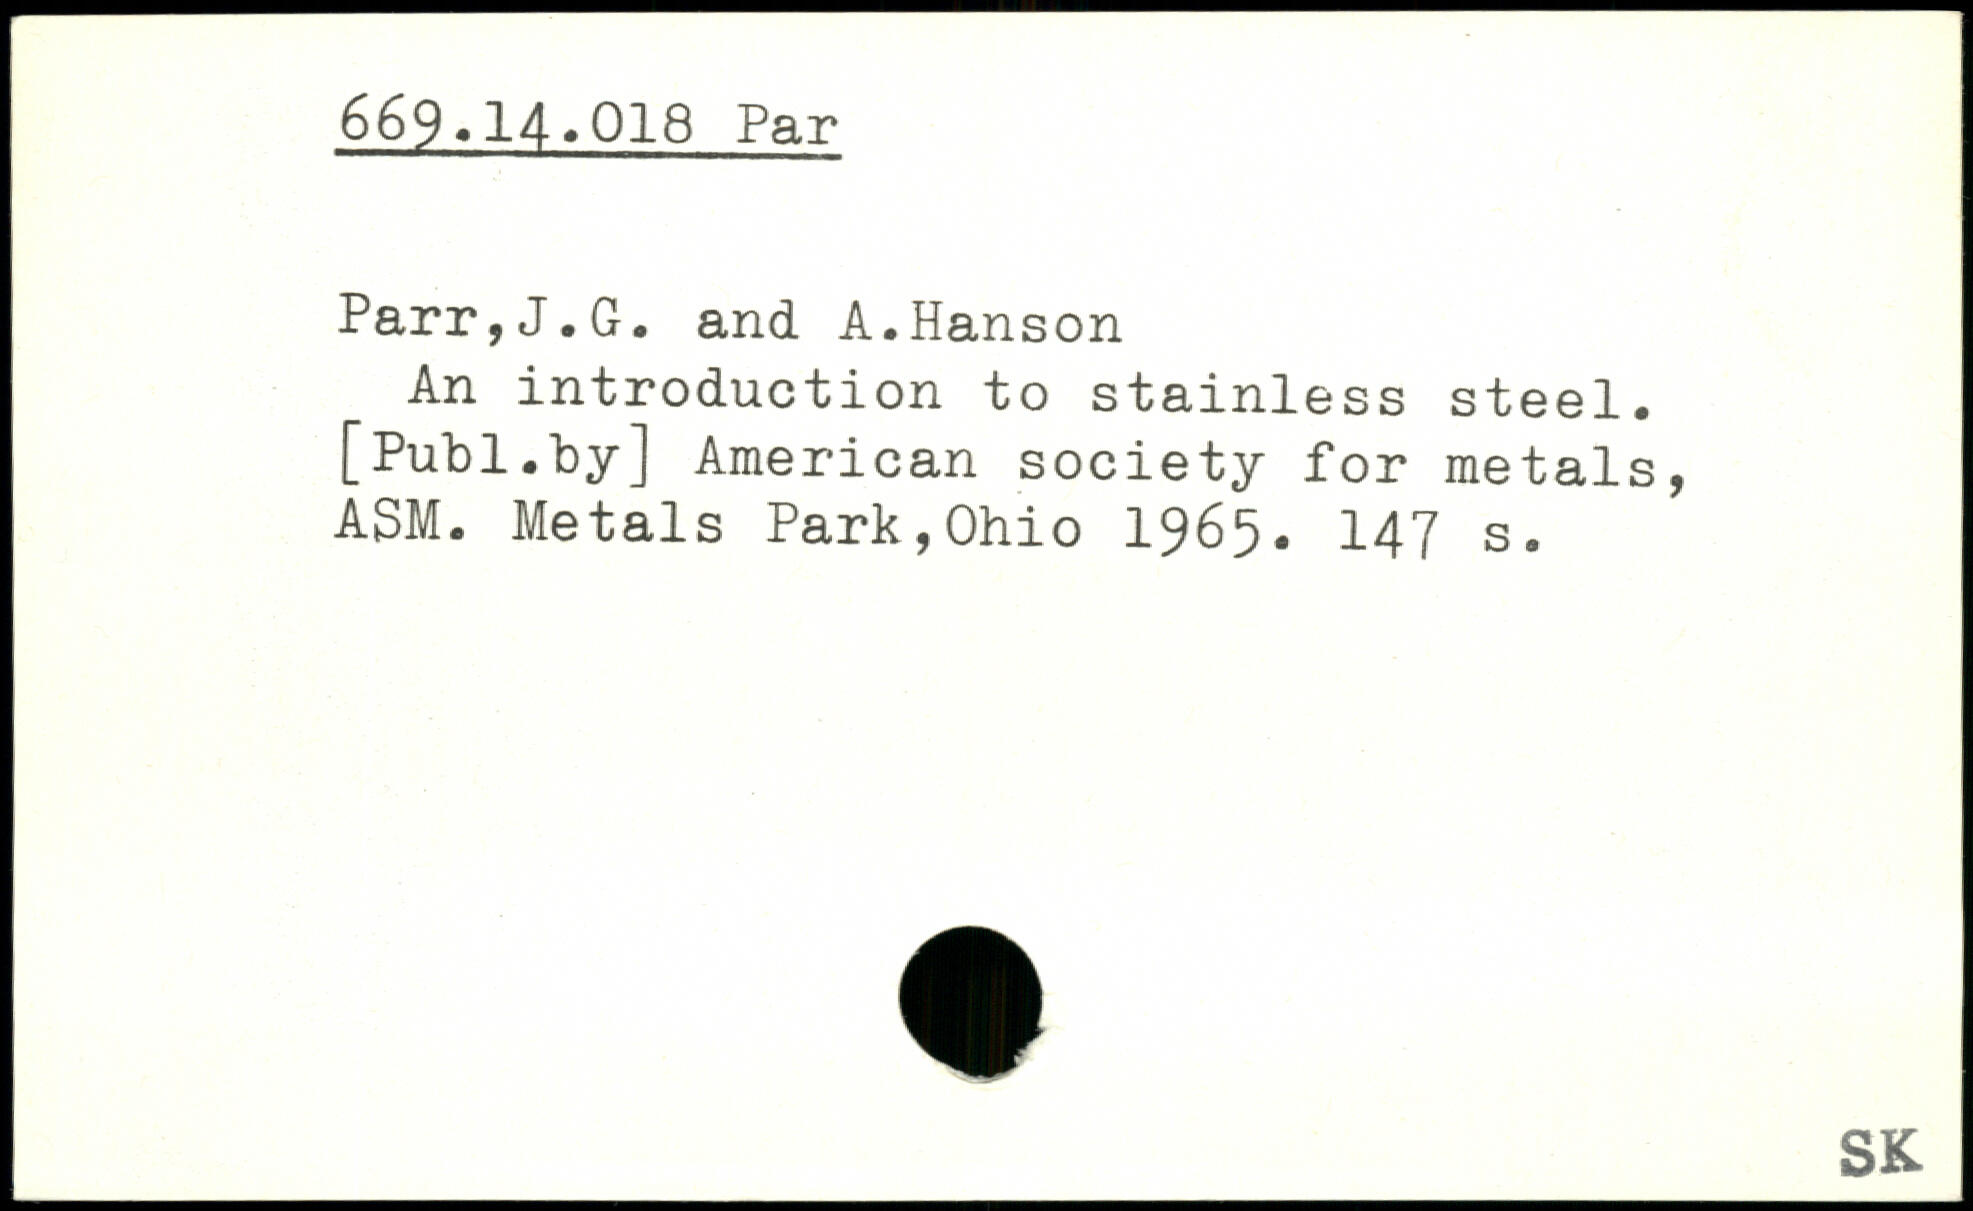 669.14.018 Par
Parr,J.G. and A.Hanson
An introduction to stainless steel.
[Publ.by] American society for metals,
ASM. Metals Park,Ohio 1965. 147 s.
SK